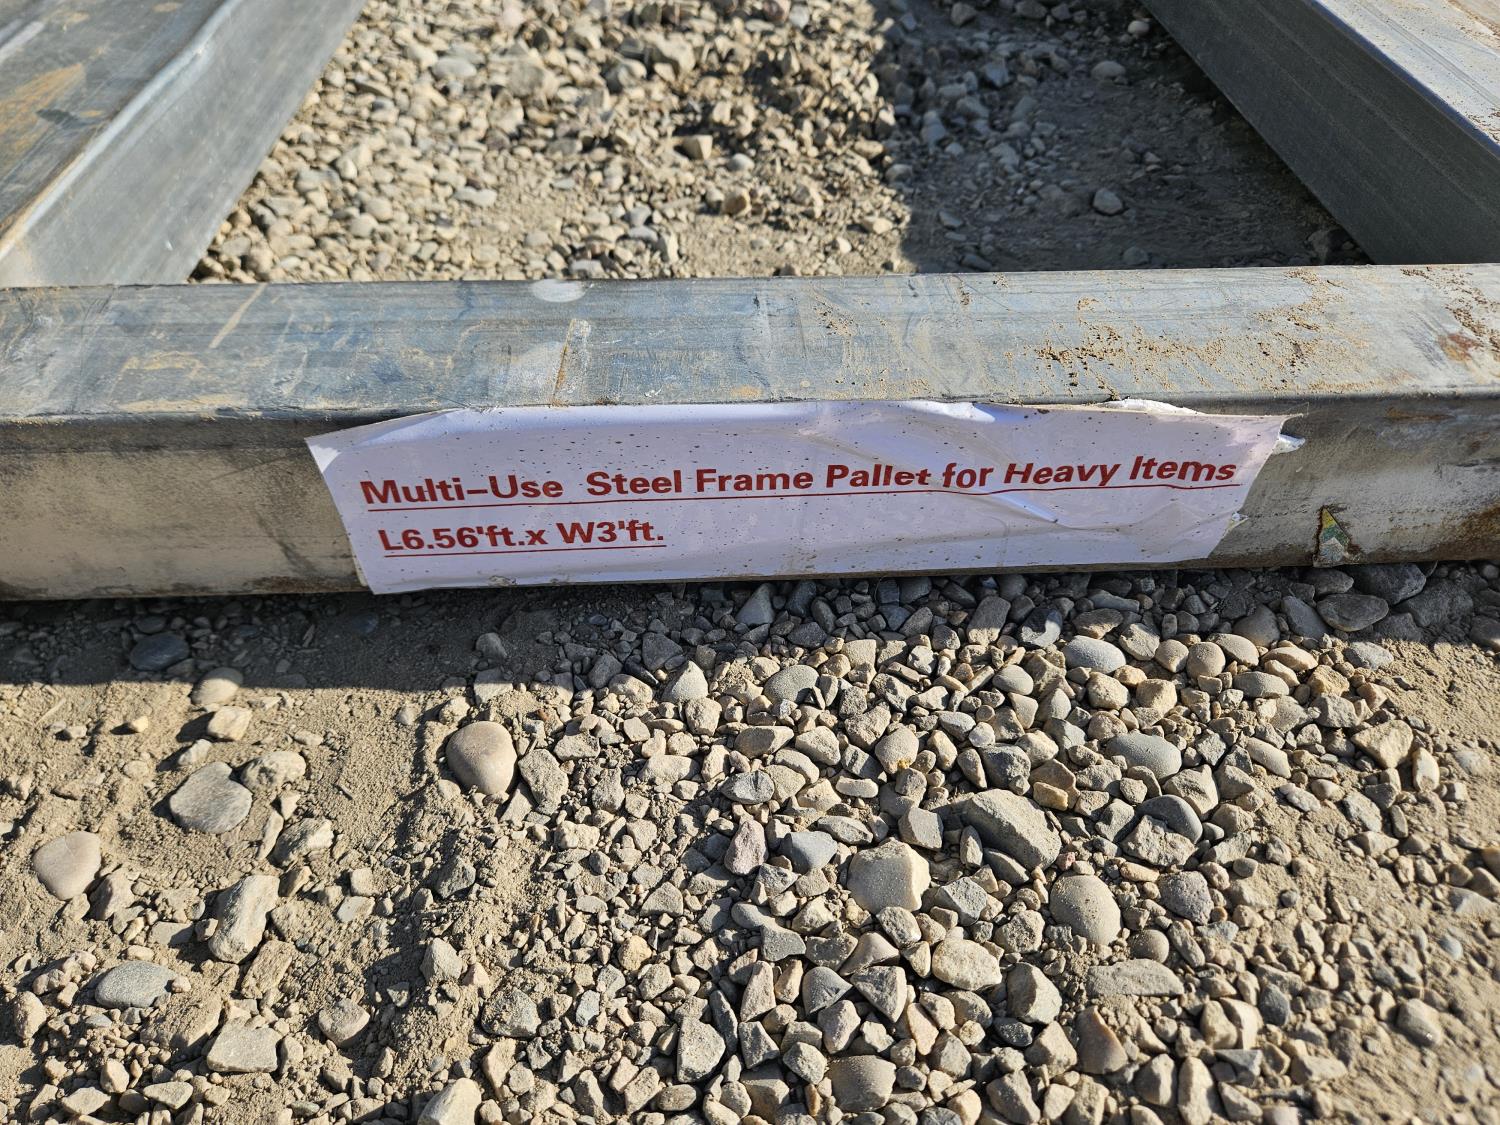 Multi-Use Steel Frame Pallet for Heavy Items
L6.56'ft.x W3'ft.